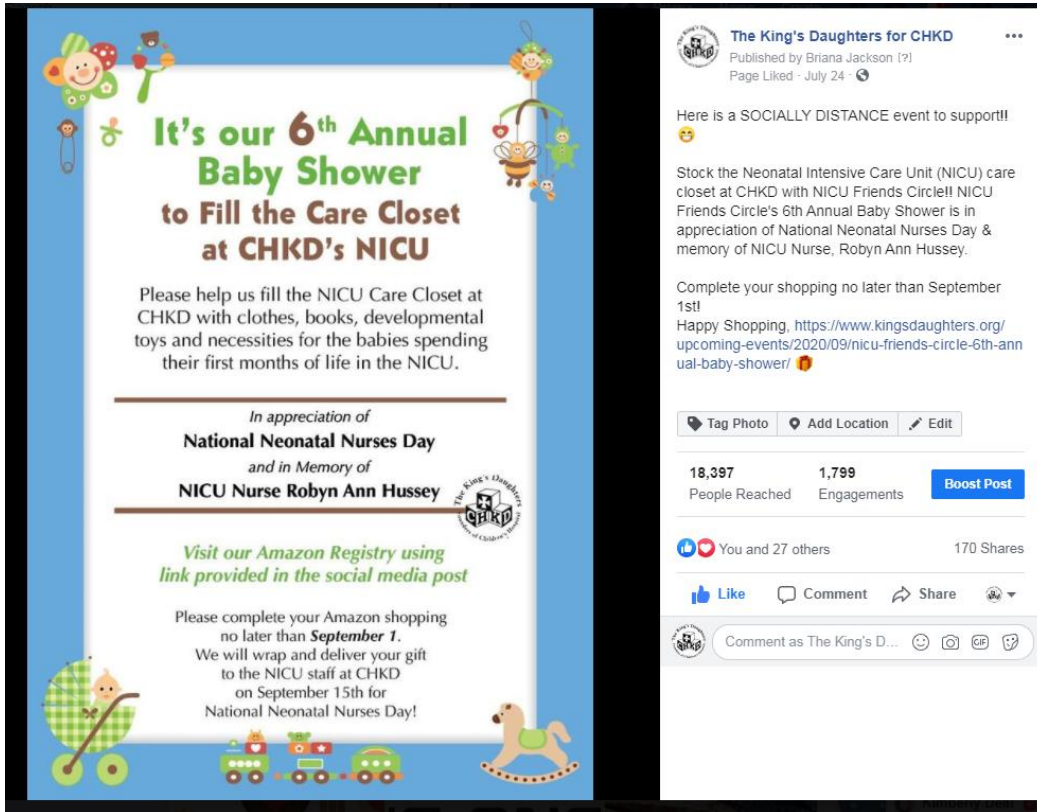 It's our 6th Annual
Baby Shower
to Fill the Care Closet
at CHKD's NICU
Please help us fill the NICU Care Closet at
CHKD with clothes, books, developmental
toys and necessities for the babies spending
their first months of life in the NICU.
In appreciation of
National Neonatal Nurses Day
and in Memory of
NICU Nurse Robyn Ann Hussey
The King's Daughters
CHKD
Visit our Amazon Registry using
link provided in the social media post
Please complete your Amazon shopping
no later than September 1.
We will wrap and deliver your gift
to the NICU staff at CHKD
on September 15th for
National Neonatal Nurses Day!
The King's Daughters for CHKD
Published by Briana Jackson [?]
Page Liked · July 24 ·
Here is a SOCIALLY DISTANCE event to support!!
Stock the Neonatal Intensive Care Unit (NICU) care
closet at CHKD with NICU Friends Circle!! NICU
Friends Circle's 6th Annual Baby Shower is in
appreciation of National Neonatal Nurses Day &
memory of NICU Nurse, Robyn Ann Hussey.
Complete your shopping no later than September
1st!
Happy Shopping, https://www.kingsdaughters.org/
upcoming-events/2020/09/nicu-friends-circle-6th-ann
ual-baby-shower/
Tag Photo Add Location Edit
18,397 1,799
People Reached Engagements Boost Post
You and 27 others 170 Shares
Like Comment Share
Comment as The King's D... GIF